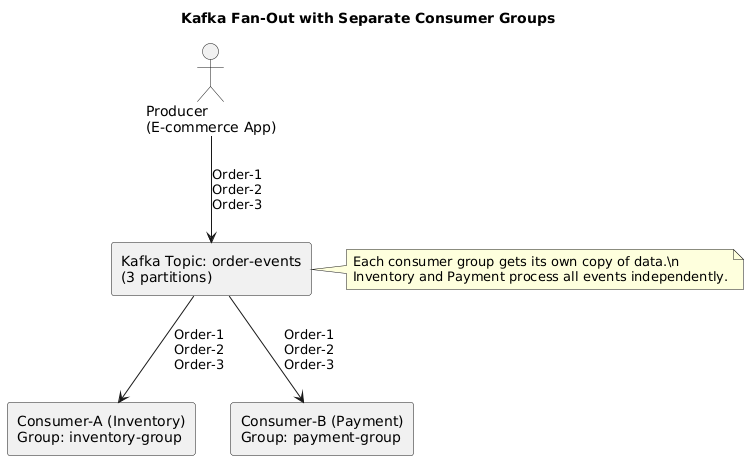 Kafka Fan-Out with Separate Consumer Groups
Producer
(E-commerce App)
Order-1
Order-2
Order-3
Kafka Topic: order-events
(3 partitions)
Each consumer group gets its own copy of data.\n
Inventory and Payment process all events independently.
Order-1
Order-2
Order-3
Order-1
Order-2
Order-3
Consumer-A (Inventory)
Group: inventory-group
Consumer-B (Payment)
Group: payment-group